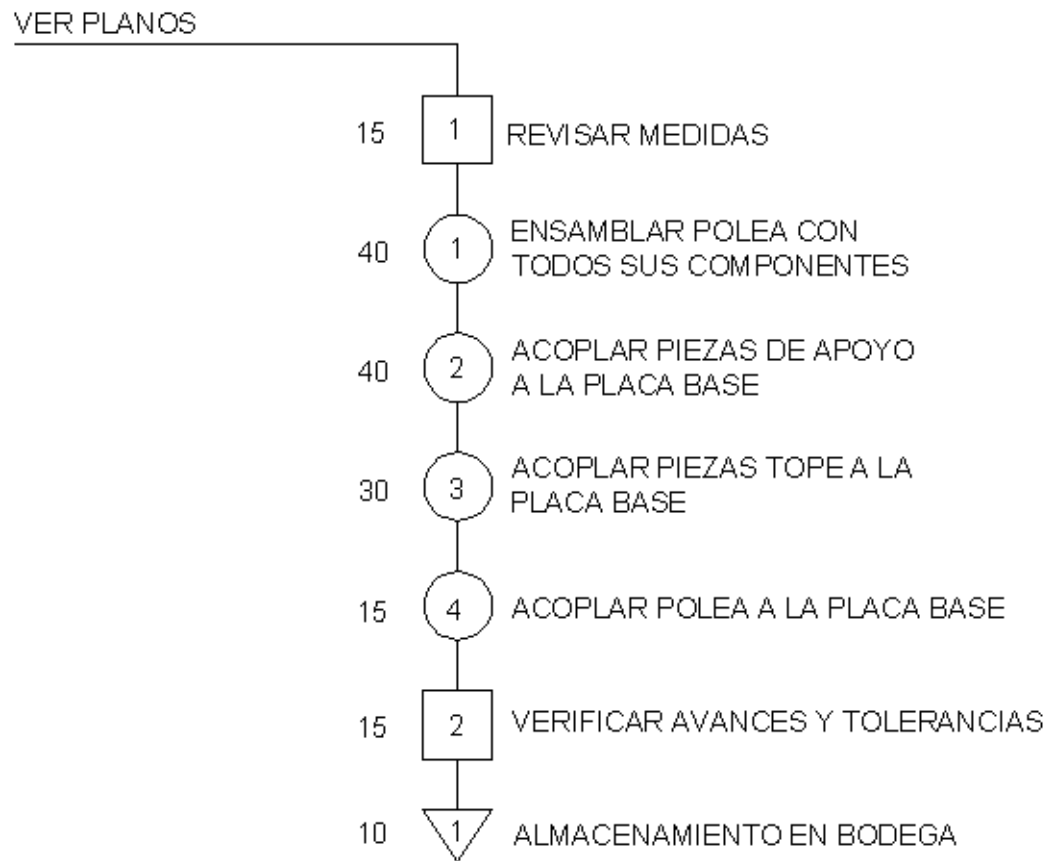 VER PLANOS
15 1 REVISAR MEDIDAS
40 1 ENSAMBLAR POLEA CON
TODOS SUS COMPONENTES
40 2 ACOPLAR PIEZAS DE APOYO
A LA PLACA BASE
30 3 ACOPLAR PIEZAS TOPE A LA
PLACA BASE
15 4 ACOPLAR POLEA A LA PLACA BASE
15 2 VERIFICAR AVANCES Y TOLERANCIAS
10 1 ALMACENAMIENTO EN BODEGA